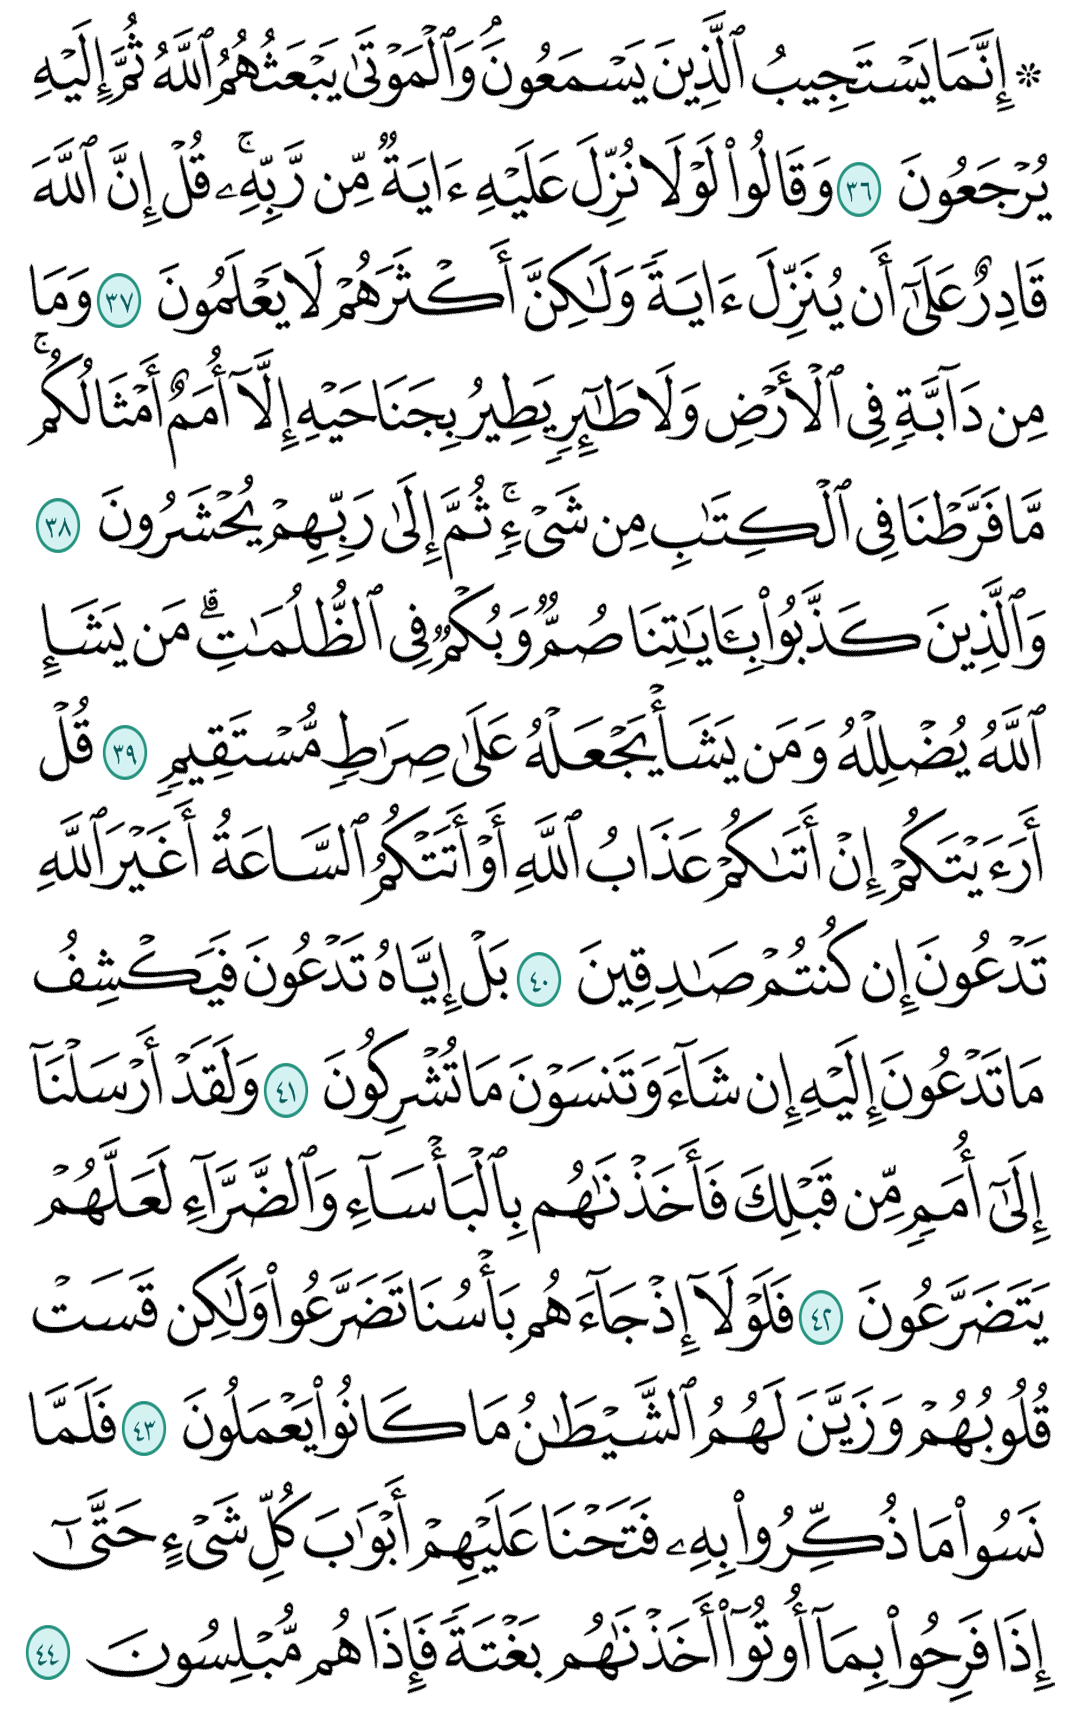 ۞ إِنَّمَا يَسْتَجِيبُ ٱلَّذِينَ يَسْمَعُونَۘ وَٱلْمَوْتَىٰ يَبْعَثُهُمُ ٱللَّهُ ثُمَّ إِلَيْهِ
يُرْجَعُونَ ٣٦ وَقَالُوا۟ لَوْلَا نُزِّلَ عَلَيْهِ ءَايَةٌ مِّن رَّبِّهِۦۚ قُلْ إِنَّ ٱللَّهَ
قَادِرٌ عَلَىٰٓ أَن يُنَزِّلَ ءَايَةً وَلَـٰكِنَّ أَكْثَرَهُمْ لَا يَعْلَمُونَ ٣٧ وَمَا
مِن دَآبَّةٍ فِى ٱلْأَرْضِ وَلَا طَـٰٓئِرٍ يَطِيرُ بِجَنَاحَيْهِ إِلَّآ أُمَمٌ أَمْثَالُكُمۚ
مَّا فَرَّطْنَا فِى ٱلْكِتَـٰبِ مِن شَىْءٍۚ ثُمَّ إِلَىٰ رَبِّهِمْ يُحْشَرُونَ ٣٨
وَٱلَّذِينَ كَذَّبُوا۟ بِـَٔايَـٰتِنَا صُمٌّ وَبُكْمٌ فِى ٱلظُّلُمَـٰتِۗ مَن يَشَإِ
ٱللَّهُ يُضْلِلْهُ وَمَن يَشَأْ يَجْعَلْهُ عَلَىٰ صِرَٰطٍ مُّسْتَقِيمٍ ٣٩ قُلْ
أَرَءَيْتَكُمْ إِنْ أَتَىٰكُمْ عَذَابُ ٱللَّهِ أَوْ أَتَتْكُمُ ٱلسَّاعَةُ أَغَيْرَ ٱللَّهِ
تَدْعُونَ إِن كُنتُمْ صَـٰدِقِينَ ٤٠ بَلْ إِيَّاهُ تَدْعُونَ فَيَكْشِفُ
مَا تَدْعُونَ إِلَيْهِ إِن شَآءَ وَتَنسَوْنَ مَا تُشْرِكُونَ ٤١ وَلَقَدْ أَرْسَلْنَآ
إِلَىٰٓ أُمَمٍ مِّن قَبْلِكَ فَأَخَذْنَـٰهُم بِٱلْبَأْسَآءِ وَٱلضَّرَّآءِ لَعَلَّهُمْ
يَتَضَرَّعُونَ ٤٢ فَلَوْلَآ إِذْ جَآءَهُم بَأْسُنَا تَضَرَّعُوا۟ وَلَـٰكِن قَسَتْ
قُلُوبُهُمْ وَزَيَّنَ لَهُمُ ٱلشَّيْطَـٰنُ مَا كَانُوا۟ يَعْمَلُونَ ٤٣ فَلَمَّا
نَسُوا۟ مَا ذُكِّرُوا۟ بِهِۦ فَتَحْنَا عَلَيْهِمْ أَبْوَٰبَ كُلِّ شَىْءٍ حَتَّىٰٓ
إِذَا فَرِحُوا۟ بِمَآ أُوتُوٓا۟ أَخَذْنَـٰهُم بَغْتَةً فَإِذَا هُم مُّبْلِسُونَ ٤٤